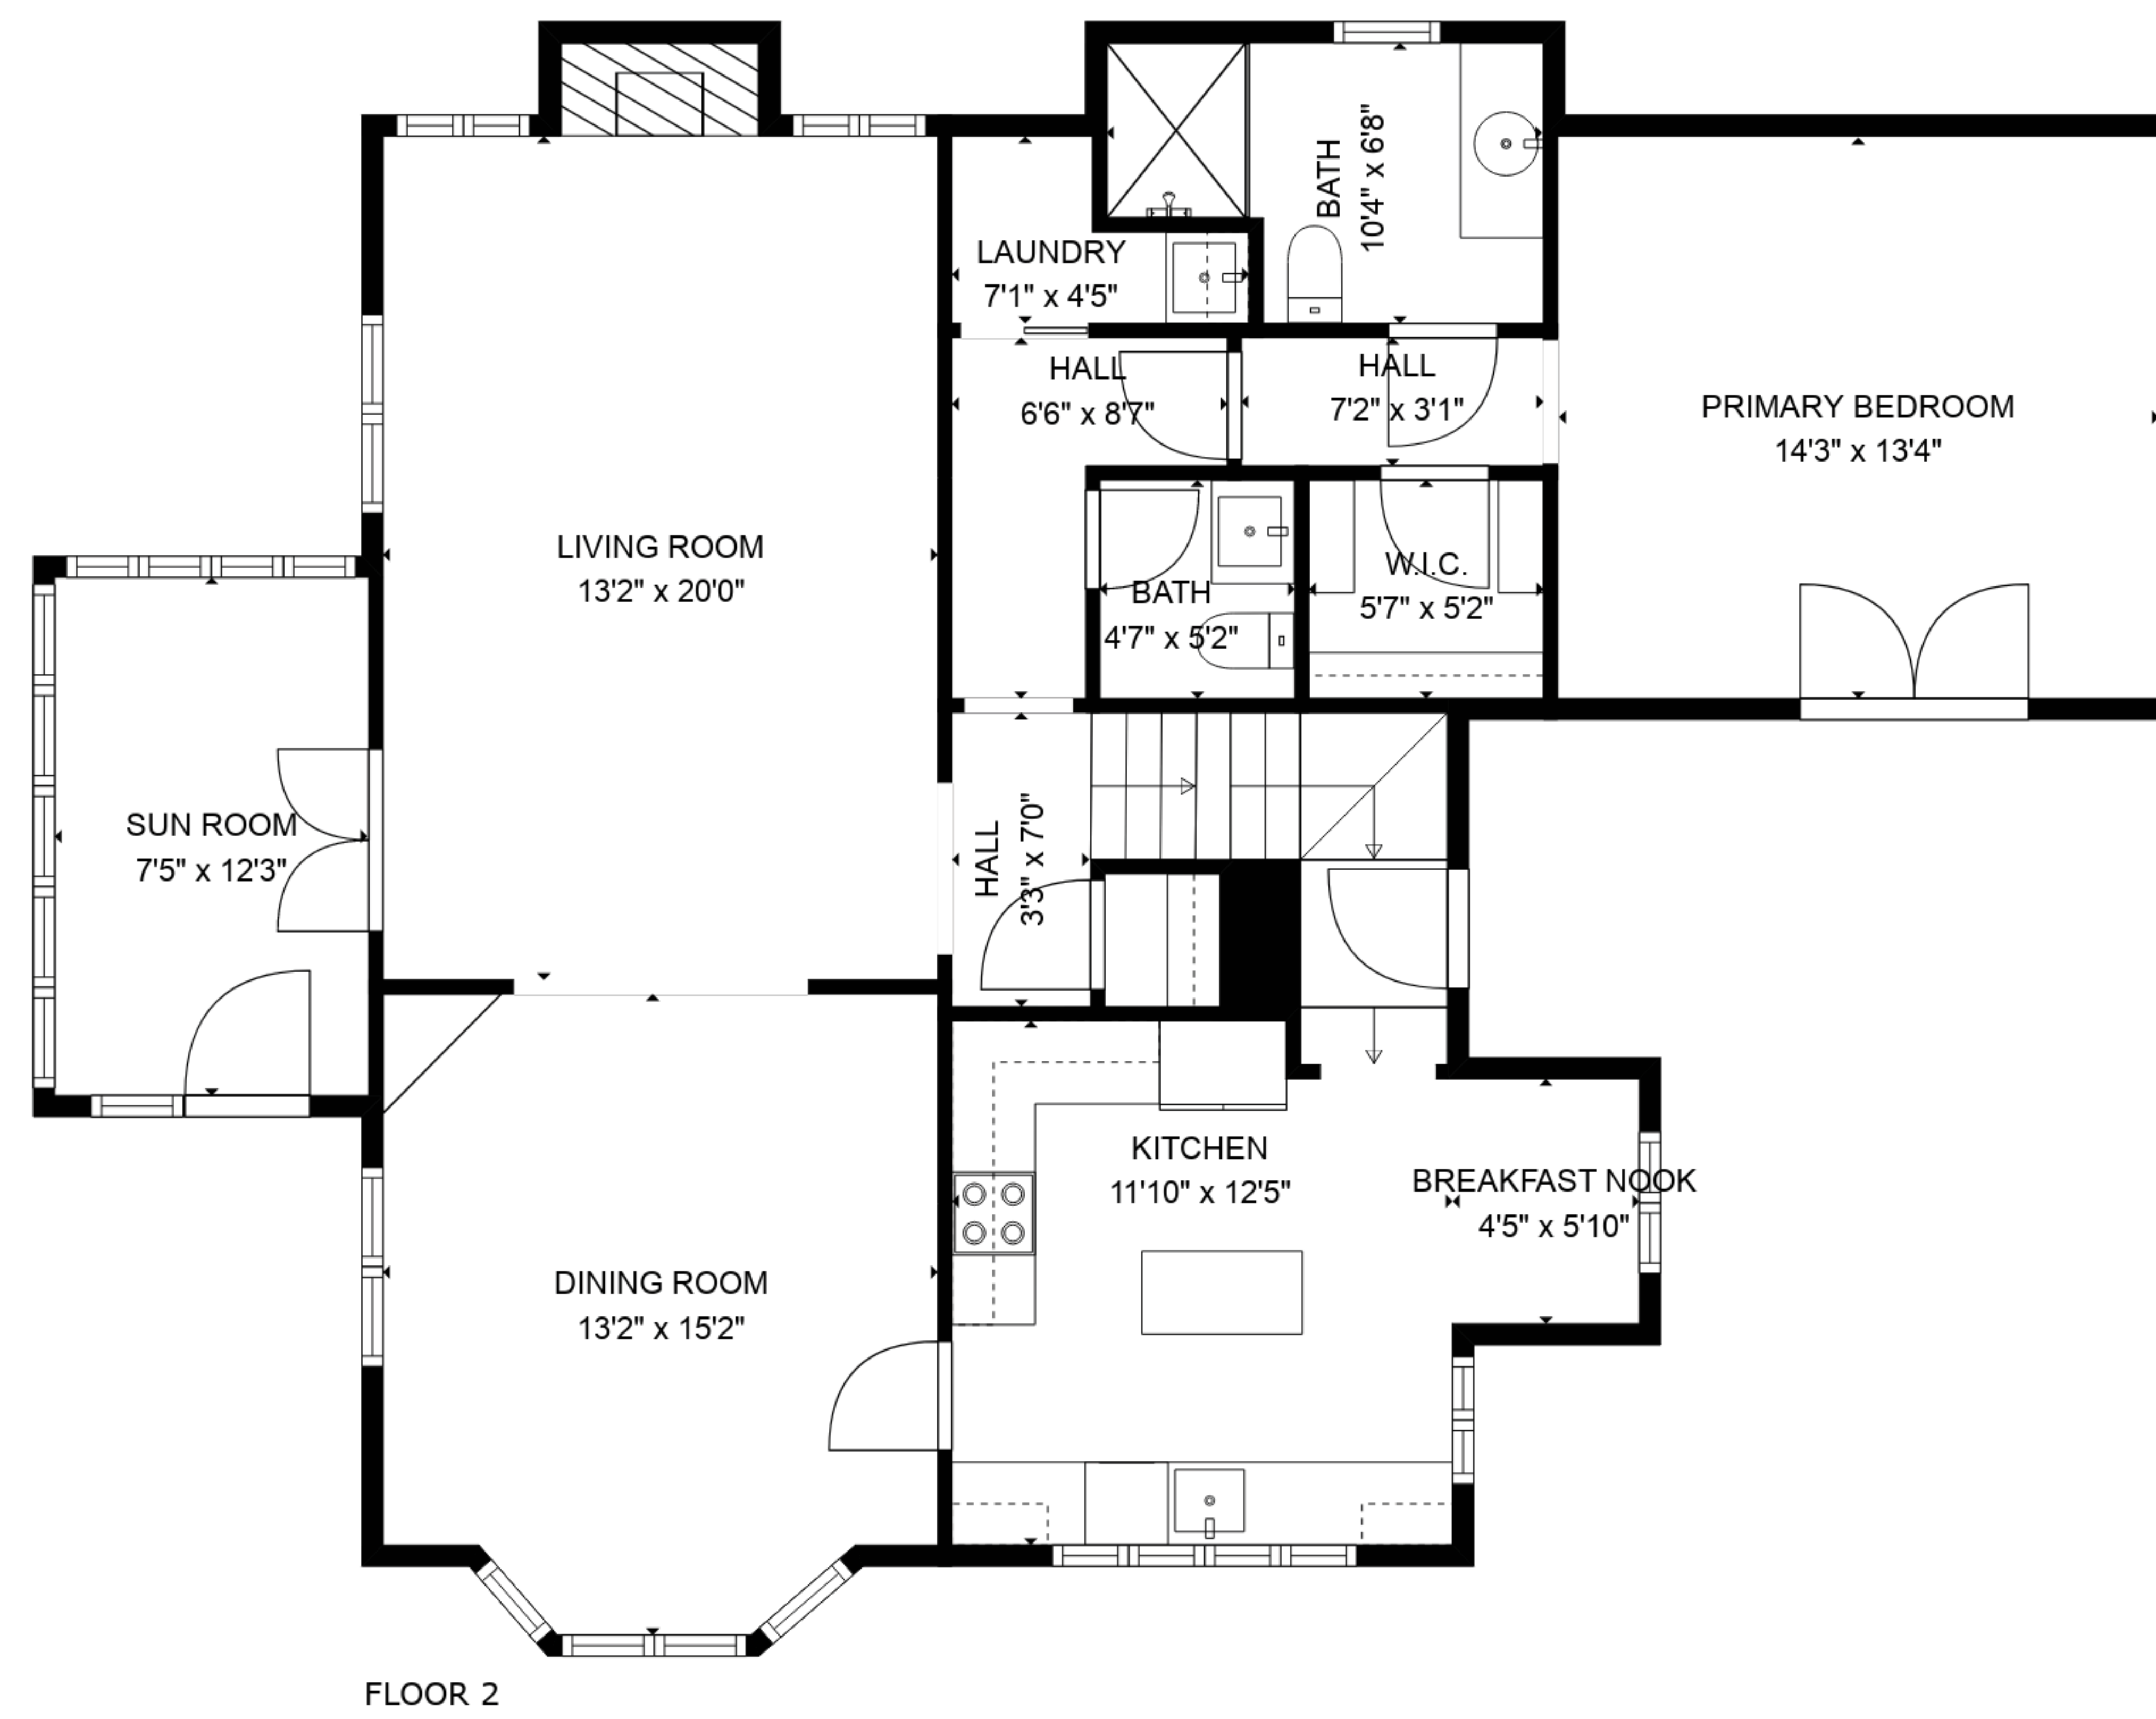 BATH
10'4" x 6'8"
LAUNDRY
7'1" x 4'5"
HALL
6'6" x 8'7"
HALL
7'2" x 3'1"
PRIMARY BEDROOM
14'3" x 13'4"
LIVING ROOM
13'2" x 20'0"
BATH
4'7" x 5'2"
W.I.C.
5'7" x 5'2"
SUN ROOM
7'5" x 12'3"
HALL
3'3" x 7'0"
KITCHEN
11'10" x 12'5"
BREAKFAST NOOK
4'5" x 5'10"
DINING ROOM
13'2" x 15'2"
FLOOR 2